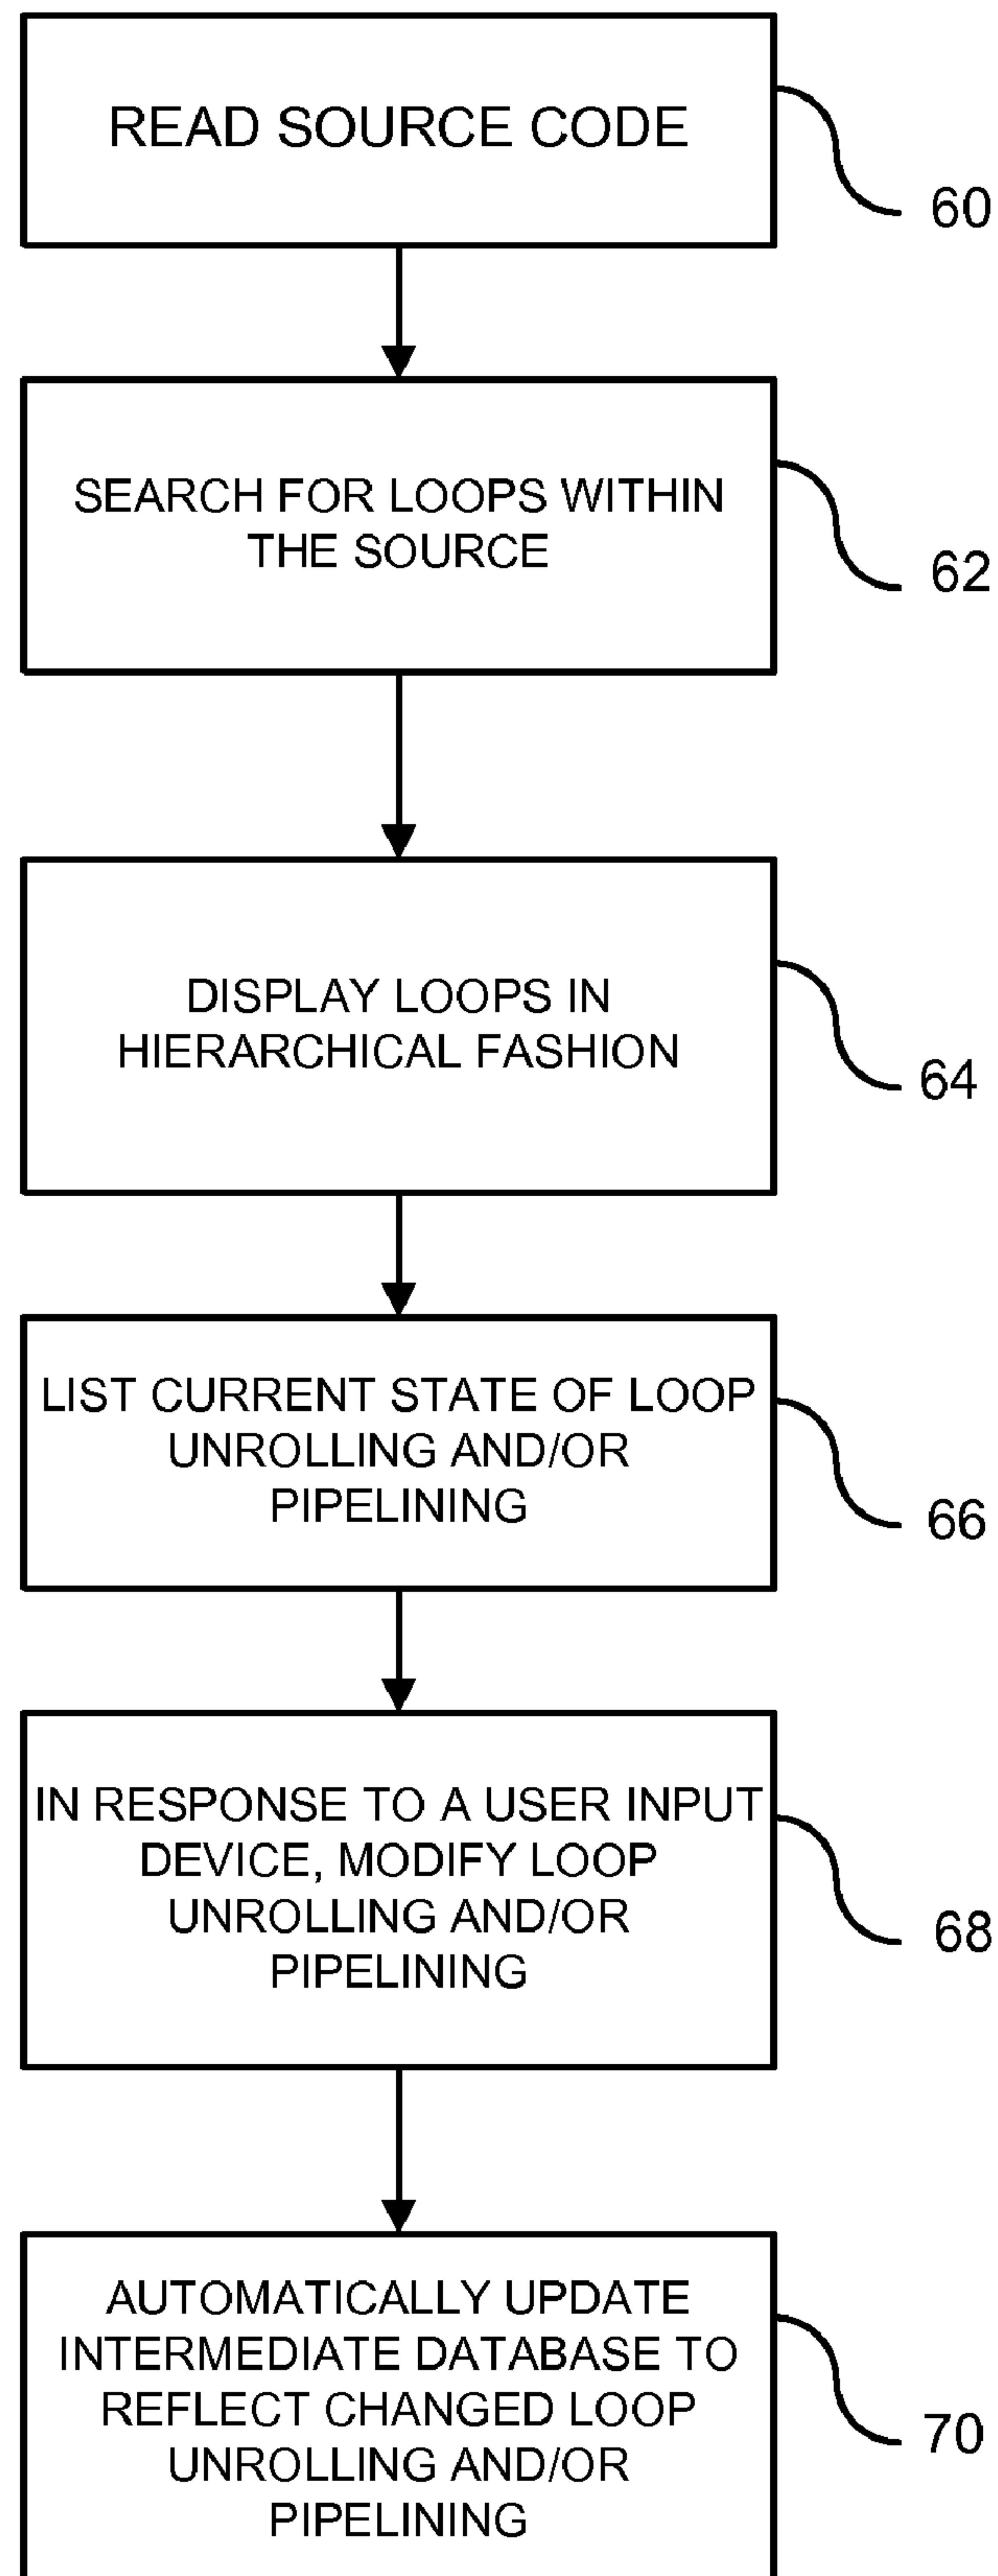 READ SOURCE CODE
60
SEARCH FOR LOOPS WITHIN
THE SOURCE
62
DISPLAY LOOPS IN
HIERARCHICAL FASHION
64
LIST CURRENT STATE OF LOOP
UNROLLING AND/OR
PIPELINING
66
IN RESPONSE TO A USER INPUT
DEVICE, MODIFY LOOP
UNROLLING AND/OR
PIPELINING
68
AUTOMATICALLY UPDATE
INTERMEDIATE DATABASE TO
REFLECT CHANGED LOOP
UNROLLING AND/OR
PIPELINING
70